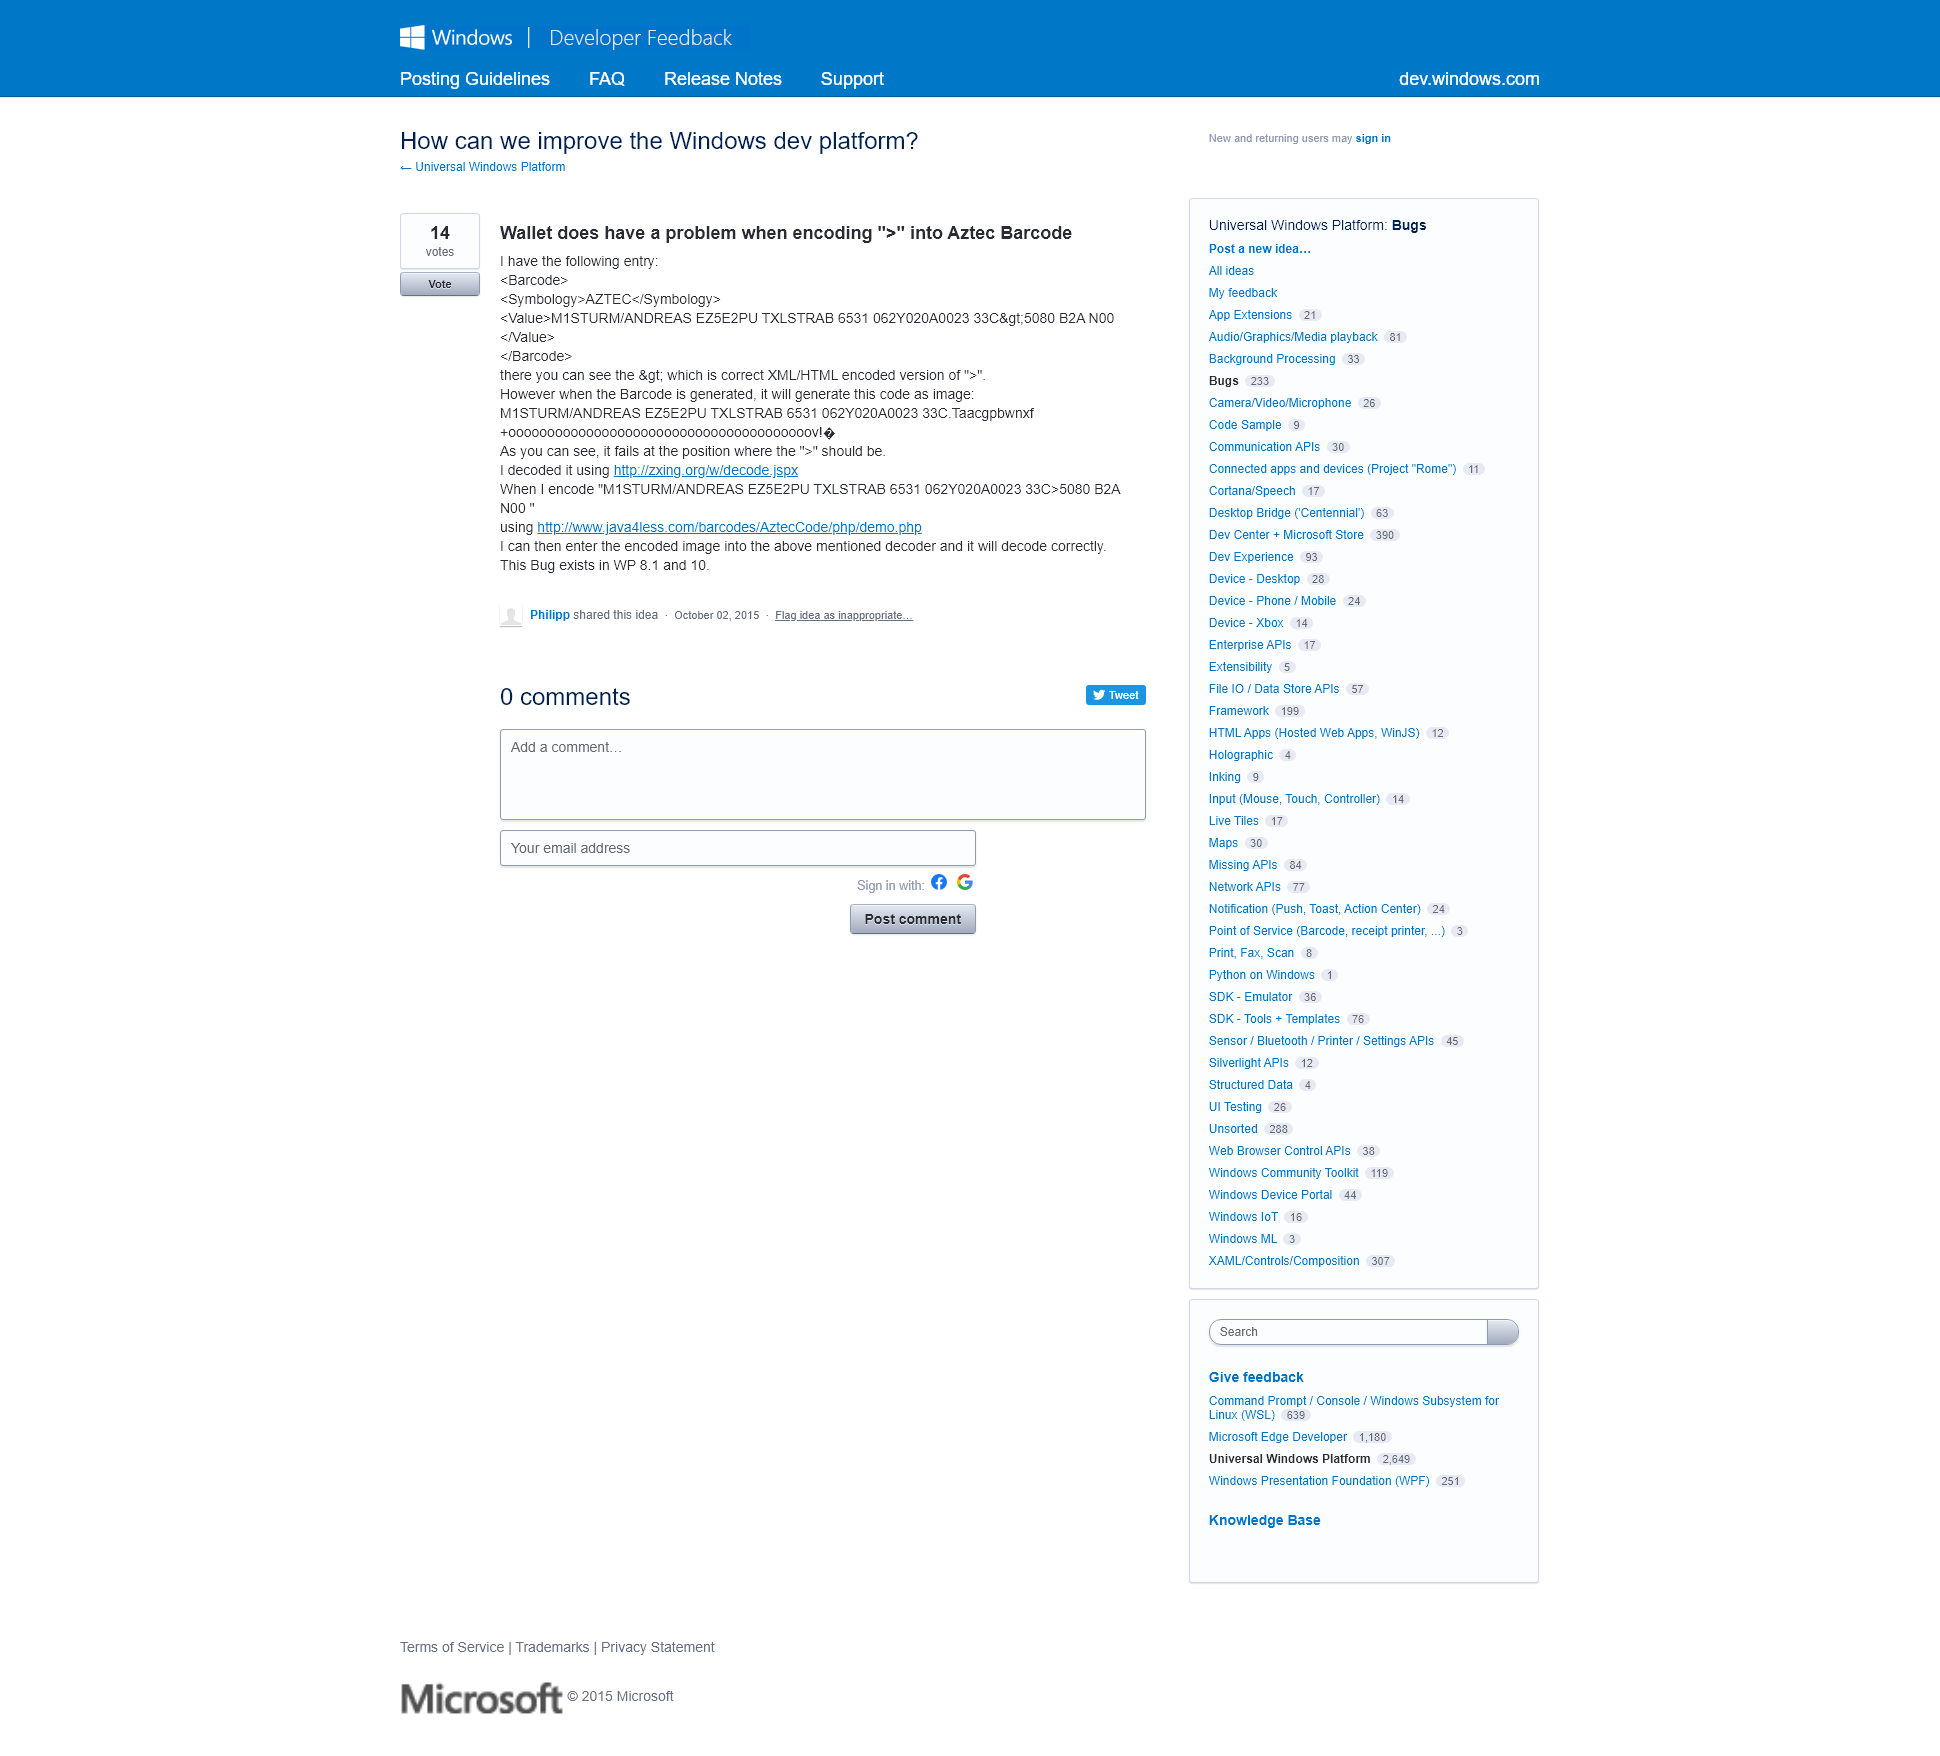 Windows | Developer Feedback
Posting Guidelines FAQ Release Notes Support dev.windows.com
How can we improve the Windows dev platform?
← Universal Windows Platform
New and returning users may sign in
14
votes
Vote
Wallet does have a problem when encoding ">" into Aztec Barcode
I have the following entry:
<Barcode>
<Symbology>AZTEC</Symbology>
<Value>M1STURM/ANDREAS EZ5E2PU TXLSTRAB 6531 062Y020A0023 33C&gt;5080 B2A N00
</Value>
</Barcode>
there you can see the &gt; which is correct XML/HTML encoded version of ">".
However when the Barcode is generated, it will generate this code as image:
M1STURM/ANDREAS EZ5E2PU TXLSTRAB 6531 062Y020A0023 33C.Taacgpbwnxf
+ooooooooooooooooooooooooooooooooooooooov!�
As you can see, it fails at the position where the ">" should be.
I decoded it using http://zxing.org/w/decode.jspx
When I encode "M1STURM/ANDREAS EZ5E2PU TXLSTRAB 6531 062Y020A0023 33C>5080 B2A
N00 "
using http://www.java4less.com/barcodes/AztecCode/php/demo.php
I can then enter the encoded image into the above mentioned decoder and it will decode correctly.
This Bug exists in WP 8.1 and 10.
Philipp shared this idea · October 02, 2015 · Flag idea as inappropriate…
0 comments
Tweet
Add a comment…
Your email address
Sign in with:
Post comment
Universal Windows Platform: Bugs
Post a new idea…
All ideas
My feedback
App Extensions 21
Audio/Graphics/Media playback 81
Background Processing 33
Bugs 233
Camera/Video/Microphone 26
Code Sample 9
Communication APIs 30
Connected apps and devices (Project "Rome") 11
Cortana/Speech 17
Desktop Bridge ('Centennial') 63
Dev Center + Microsoft Store 390
Dev Experience 93
Device - Desktop 28
Device - Phone / Mobile 24
Device - Xbox 14
Enterprise APIs 17
Extensibility 5
File IO / Data Store APIs 57
Framework 199
HTML Apps (Hosted Web Apps, WinJS) 12
Holographic 4
Inking 9
Input (Mouse, Touch, Controller) 14
Live Tiles 17
Maps 30
Missing APIs 84
Network APIs 77
Notification (Push, Toast, Action Center) 24
Point of Service (Barcode, receipt printer, ...) 3
Print, Fax, Scan 8
Python on Windows 1
SDK - Emulator 36
SDK - Tools + Templates 76
Sensor / Bluetooth / Printer / Settings APIs 45
Silverlight APIs 12
Structured Data 4
UI Testing 26
Unsorted 288
Web Browser Control APIs 38
Windows Community Toolkit 119
Windows Device Portal 44
Windows IoT 16
Windows ML 3
XAML/Controls/Composition 307
Search
Give feedback
Command Prompt / Console / Windows Subsystem for
Linux (WSL) 639
Microsoft Edge Developer 1,180
Universal Windows Platform 2,649
Windows Presentation Foundation (WPF) 251
Knowledge Base
Terms of Service | Trademarks | Privacy Statement
Microsoft © 2015 Microsoft